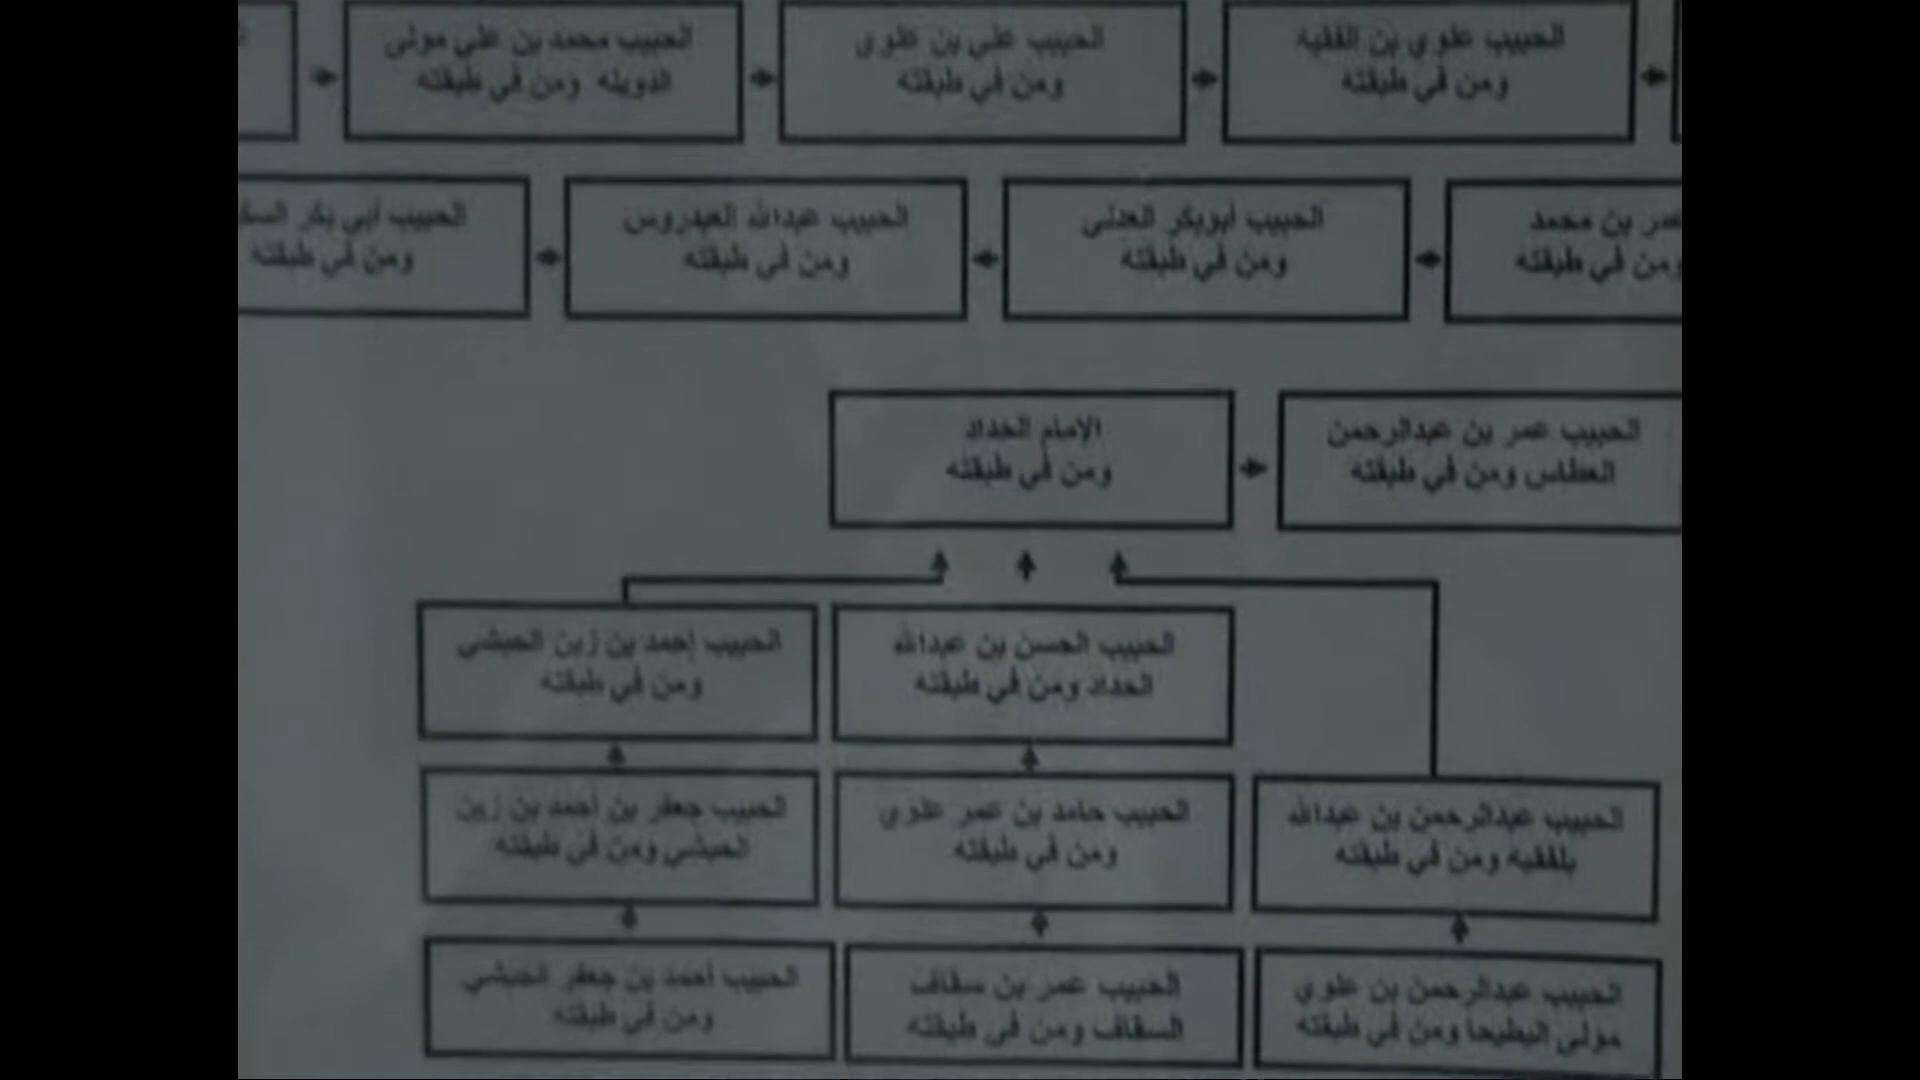 الحبيب علوي بن الفقيه
ومن في طبقته
الحبيب علي بن علوي
ومن في طبقته
الحبيب محمد بن علي مولى
الدويله ومن في طبقته
عمر بن محمد
ومن في طبقته
الحبيب أبوبكر العدني
ومن في طبقته
الحبيب عبدالله العيدروس
ومن في طبقته
الحبيب أبي بكر
ومن في طبقته
الحبيب عمر بن عبدالرحمن
العطاس ومن في طبقته
الإمام الحداد
ومن في طبقته
الحبيب الحسن بن عبدالله
الحداد ومن في طبقته
الحبيب إحمد بن زين الحبشي
ومن في طبقته
الحبيب عبدالرحمن بن عبدالله
بلفقيه ومن في طبقته
الحبيب حامد بن عمر علوي
ومن في طبقته
الحبيب جعفر بن أحمد بن زين
الحبشي ومن في طبقته
الحبيب عبدالرحمن بن علوي
مولى البطيحا ومن في طبقته
الحبيب عمر بن سقاف
السقاف ومن في طبقته
الحبيب أحمد بن جعفر الحبشي
ومن في طبقته